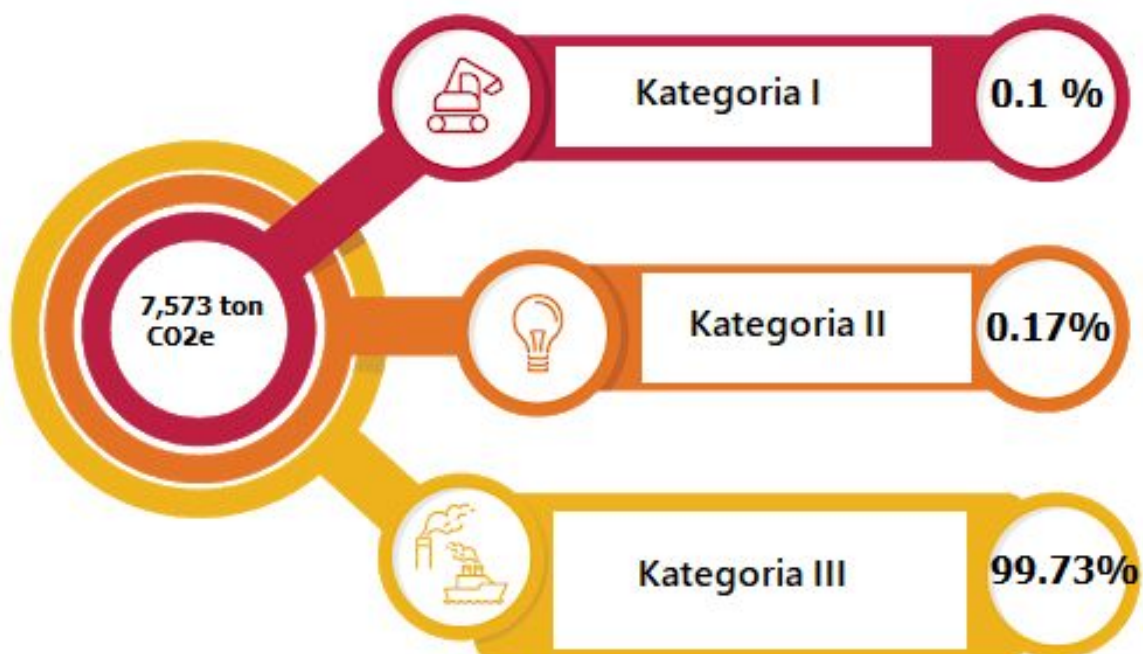 Kategoria I
0.1 %
7,573 ton
CO2e
Kategoria II
0.17%
Kategoria III
99.73%